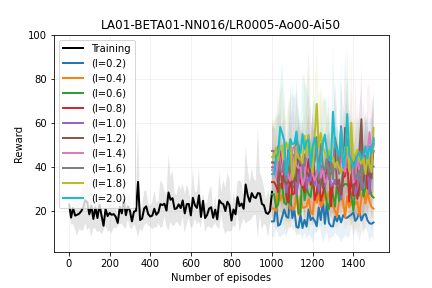 LA01-BETA01-NN016/LR0005-Ao00-Ai50
100
80
60
40
20
Reward
Training
(l=0.2)
(l=0.4)
(l=0.6)
(l=0.8)
(l=1.0)
(l=1.2)
(l=1.4)
(l=1.6)
(l=1.8)
(l=2.0)
0 200 400 600 800 1000 1200 1400
Number of episodes